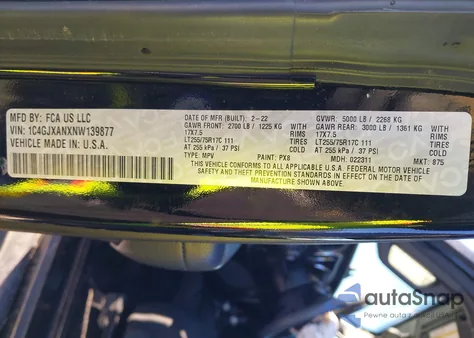 MFD BY: FCA US LLC
VIN: 1C4GJXANXNW139877
VEHICLE MADE IN: U.S.A.
DATE OF MFD (BUILT): 2-22
GVWR: 5000 LB / 2268 KG
GAWR FRONT: 2700 LB / 1225 KG
WITH
GAWR REAR: 3000 LB / 1361 KG
WITH
17X7.5
RIMS
17X7.5
RIMS
LT255/75R17C 111
TIRES
LT255/75R17C 111
TIRES
AT 255 kPa / 37 PSI
COLD
AT 255 kPa / 37 PSI
COLD
TYPE: MPV
PAINT: PX8
MDH: 022311
MKT: 875
THIS VEHICLE CONFORMS TO ALL APPLICABLE U.S.A. FEDERAL MOTOR VEHICLE
SAFETY AND THEFT PREVENTION STANDARDS IN EFFECT ON THE DATE OF
MANUFACTURE SHOWN ABOVE.
autoSnap
Pewne auta z USA